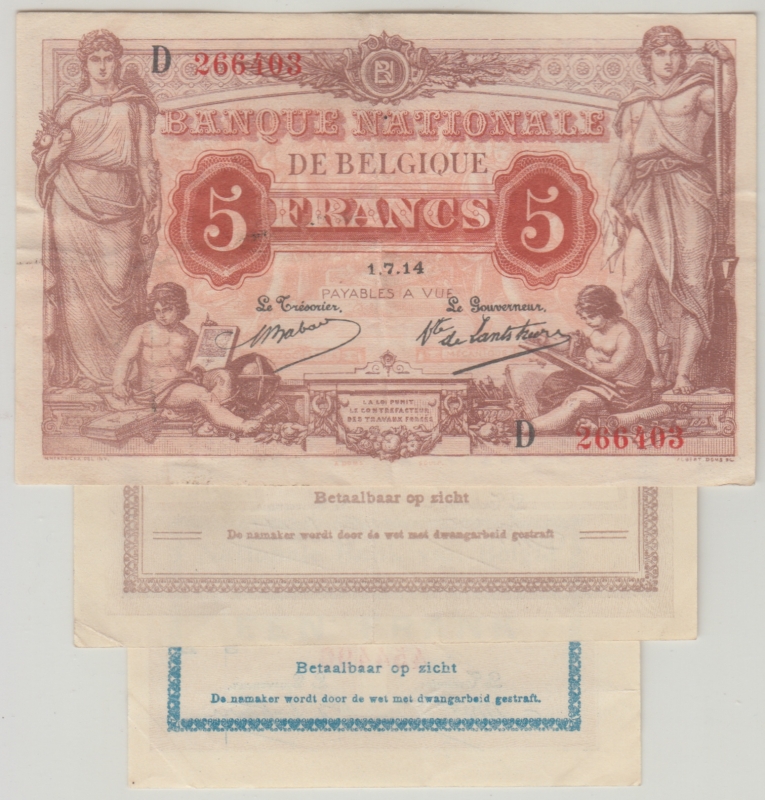 D 266403
BANQUE NATIONALE
DE BELGIQUE
5 FRANCS 5
1.7.14
PAYABLES A VUE
Le Trésorier, Le Gouverneur,
LA LOI PUNIT
LE CONTREFACTEUR
DES TRAVAUX FORCÉS
D 266403
Betaalbaar op zicht
De namaker wordt door de wet met dwangarbeid gestraft
Betaalbaar op zicht
De namaker wordt door de wet met dwangarbeid gestraft.